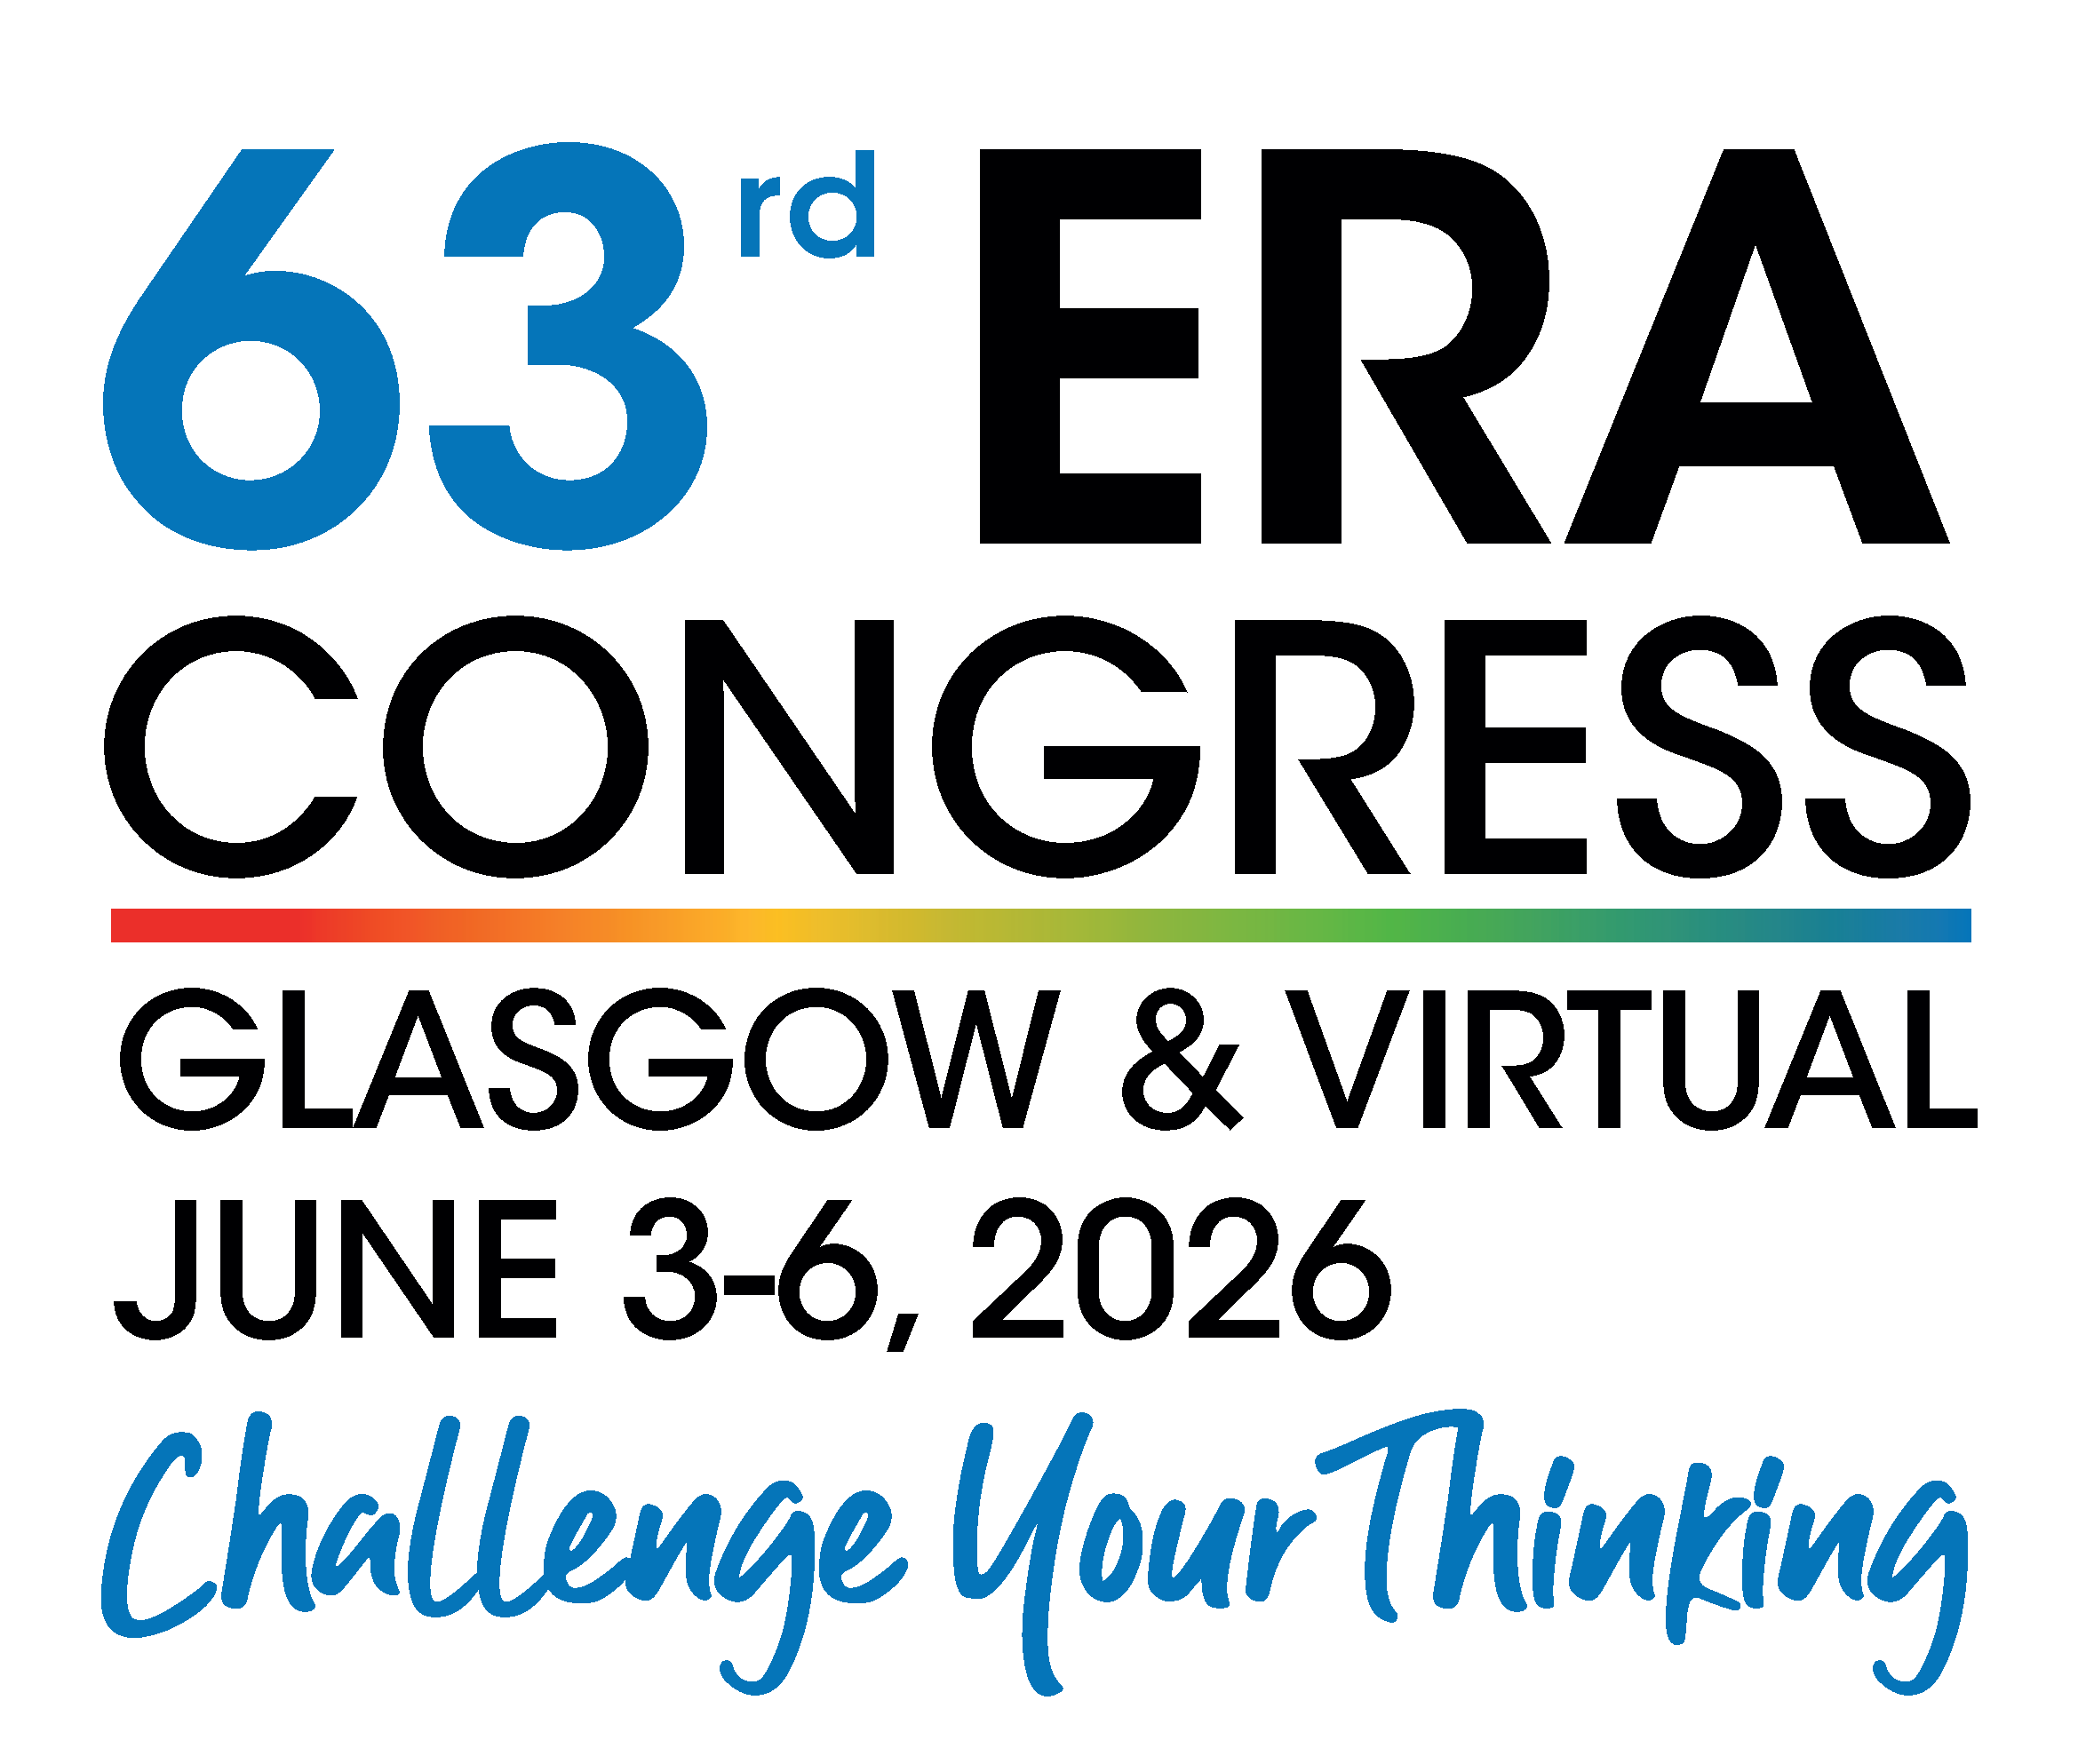 63rd ERA
CONGRESS
GLASGOW & VIRTUAL
JUNE 3-6, 2026
Challenge Your Thinking